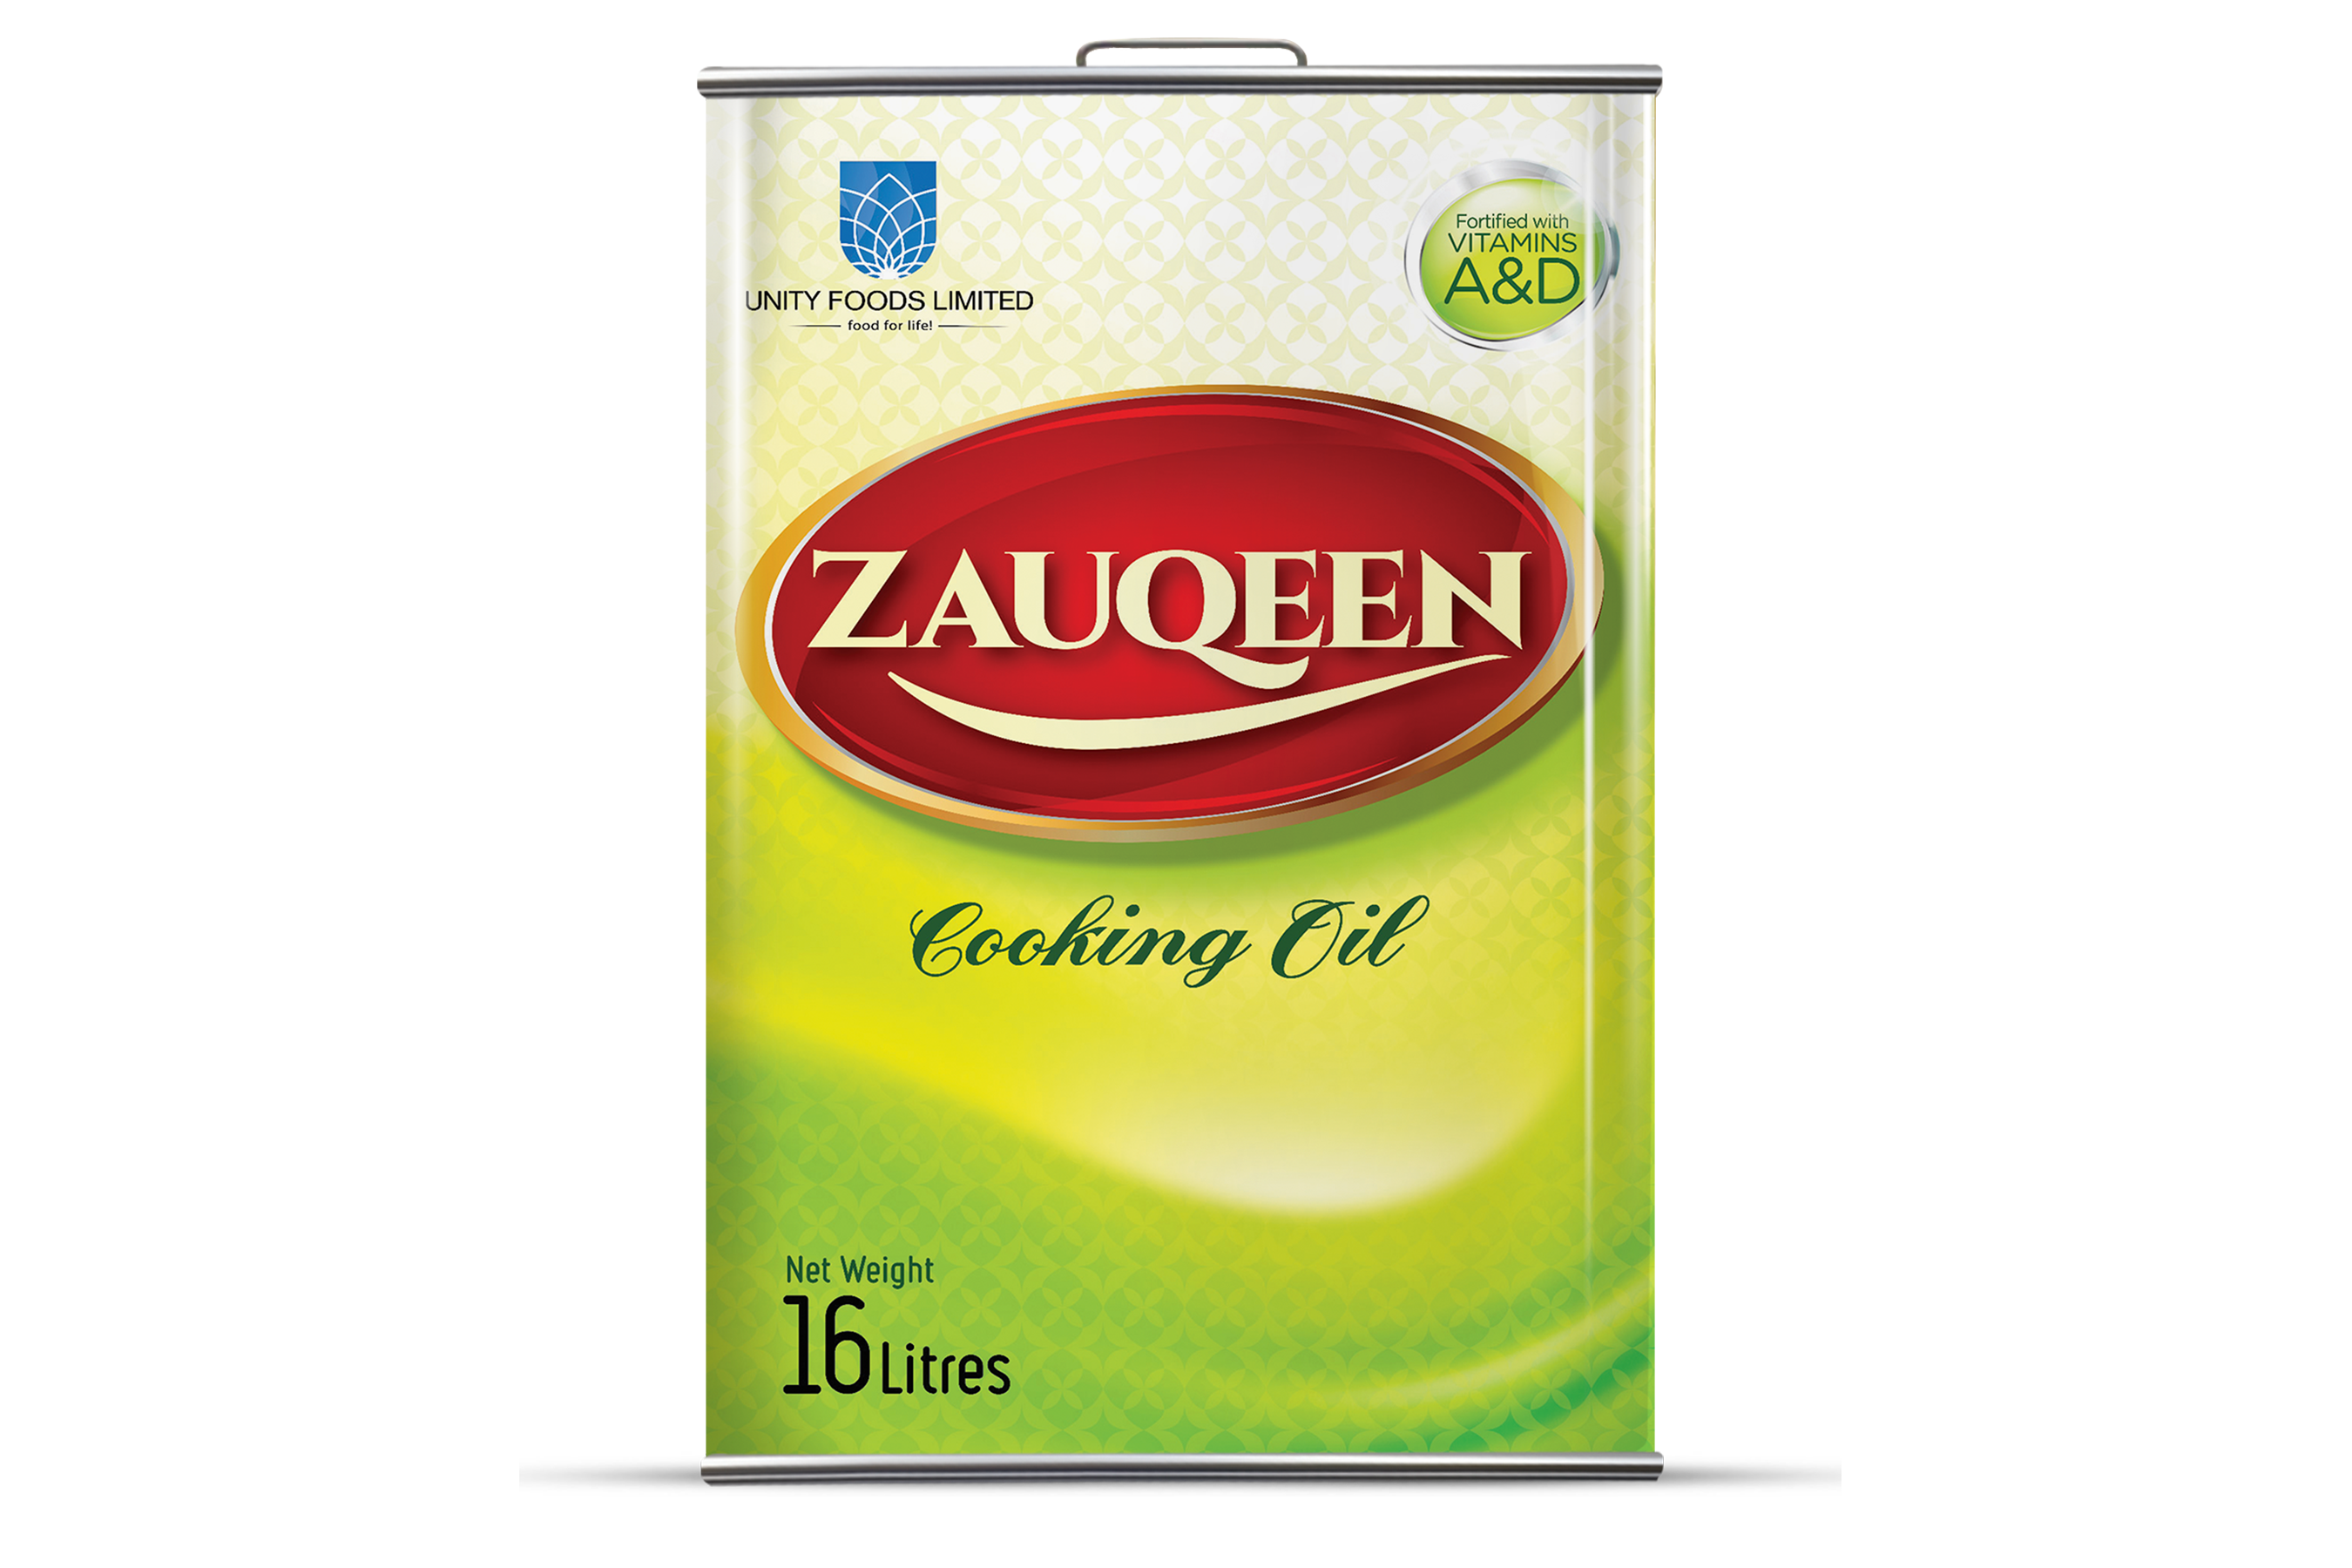 UNITY FOODS LIMITED
food for life!
Fortified with
VITAMINS
A&D
ZAUQEEN
Cooking Oil
Net Weight
16 Litres